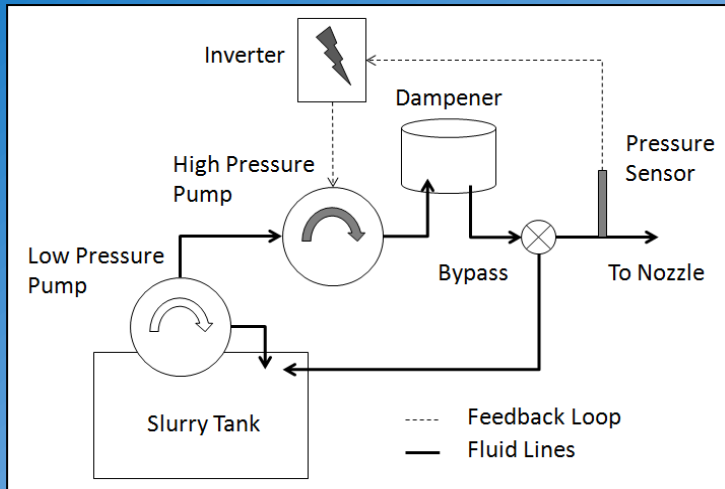 Inverter
Dampener
Pressure
Sensor
High Pressure
Pump
Low Pressure
Pump
Bypass
To Nozzle
Slurry Tank
Feedback Loop
Fluid Lines